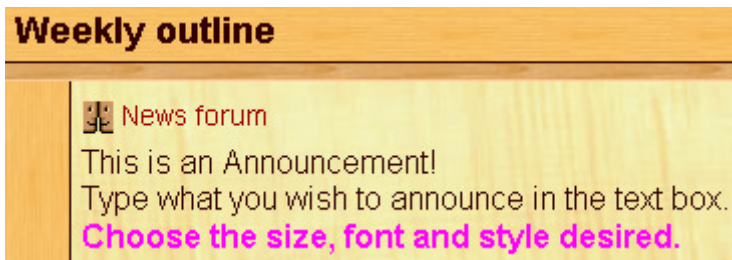 Weekly outline
News forum
This is an Announcement!
Type what you wish to announce in the text box.
Choose the size, font and style desired.